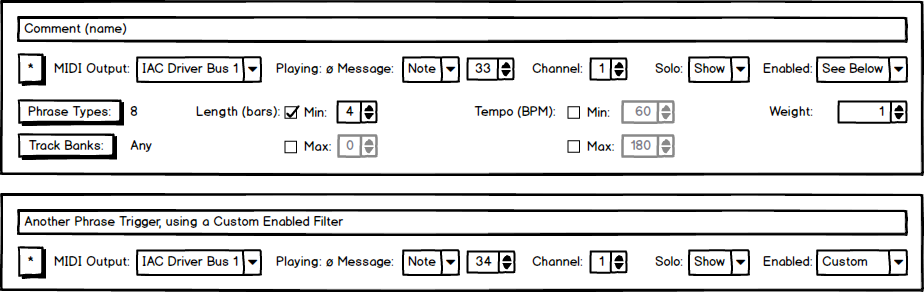 Comment (name)
* MIDI Output: IAC Driver Bus 1 Playing: ø Message: Note 33 Channel: 1 Solo: Show Enabled: See Below
Phrase Types: 8 Length (bars): Min: 4 Tempo (BPM): Min: 60 Weight: 1
Track Banks: Any Max: 0 Max: 180
Another Phrase Trigger, using a Custom Enabled Filter
* MIDI Output: IAC Driver Bus 1 Playing: ø Message: Note 34 Channel: 1 Solo: Show Enabled: Custom